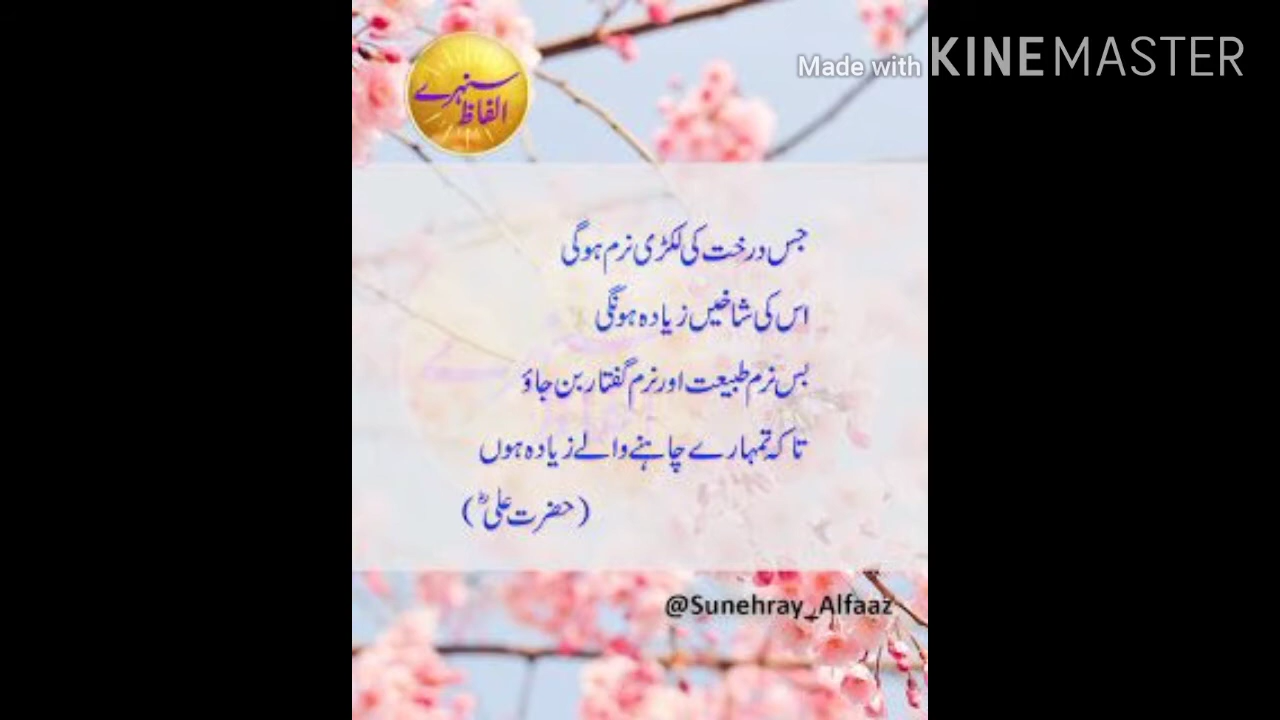 Made with KINEMASTER
سنہرے
الفاظ
جس درخت کی لکڑی نرم ہوگی
اس کی شاخیں زیادہ ہونگی
بس نرم طبیعت اور نرم گفتار بن جاؤ
تا کہ تمہارے چاہنے والے زیادہ ہوں
(حضرت علیؓ)
@Sunehray_Alfaaz